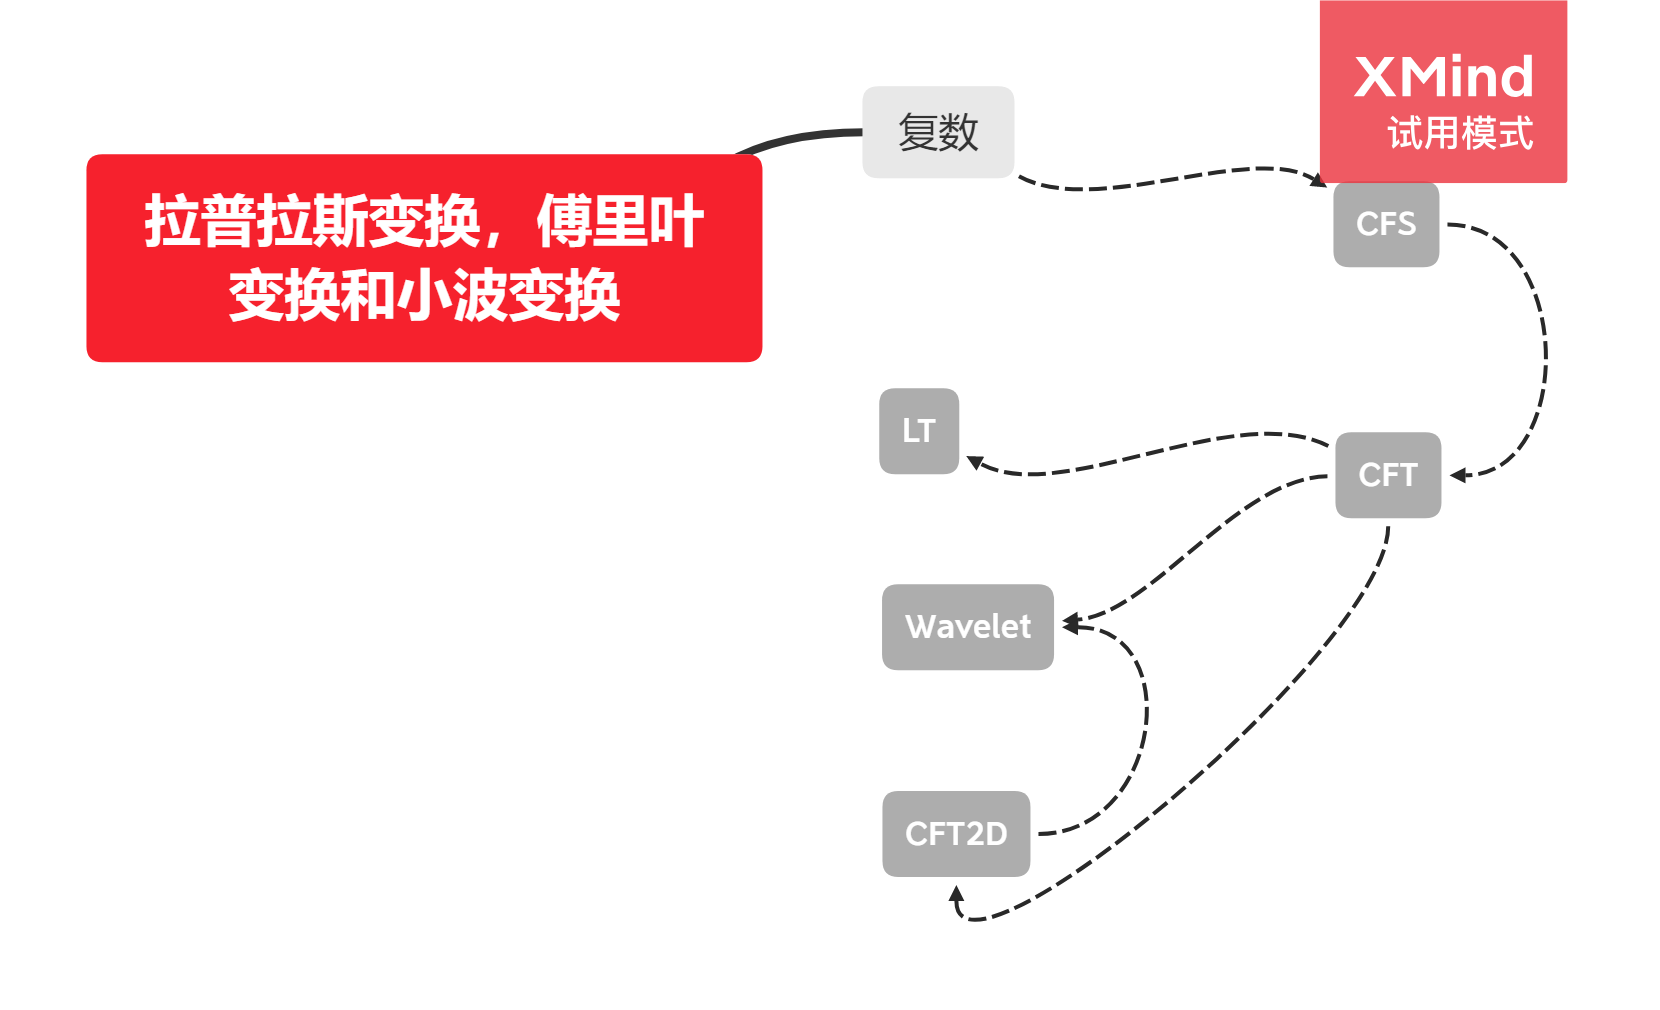 拉普拉斯变换，傅里叶
变换和小波变换
复数
XMind
试用模式
CFS
LT
CFT
Wavelet
CFT2D